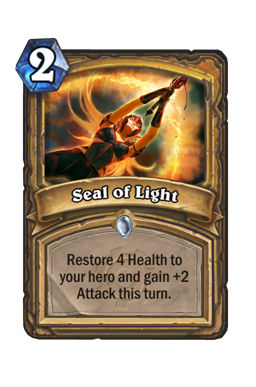 2
Seal of Light
Restore 4 Health to
your hero and gain +2
Attack this turn.